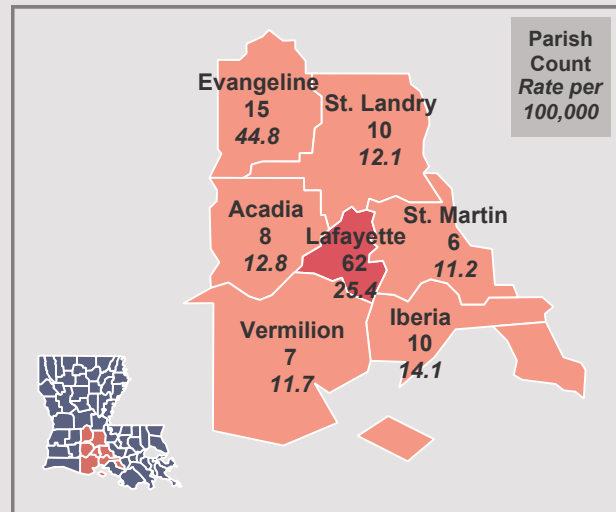 Parish
Count
Rate per
100,000
Evangeline
15
44.8
St. Landry
10
12.1
Acadia
8
12.8
Lafayette
62
25.4
St. Martin
6
11.2
Vermilion
7
11.7
Iberia
10
14.1